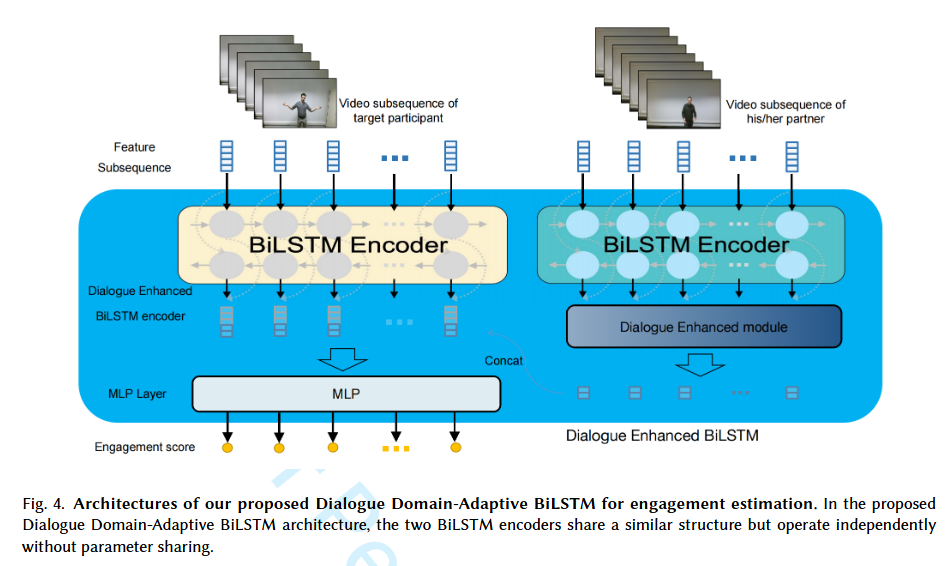 Video subsequence of
target participant
Video subsequence of
his/her partner
Feature
Subsequence
BiLSTM Encoder
BiLSTM Encoder
Dialogue Enhanced
BiLSTM encoder
Dialogue Enhanced module
Concat
MLP Layer
MLP
Engagement score
Dialogue Enhanced BiLSTM
Fig. 4. Architectures of our proposed Dialogue Domain-Adaptive BiLSTM for engagement estimation. In the proposed
Dialogue Domain-Adaptive BiLSTM architecture, the two BiLSTM encoders share a similar structure but operate independently
without parameter sharing.